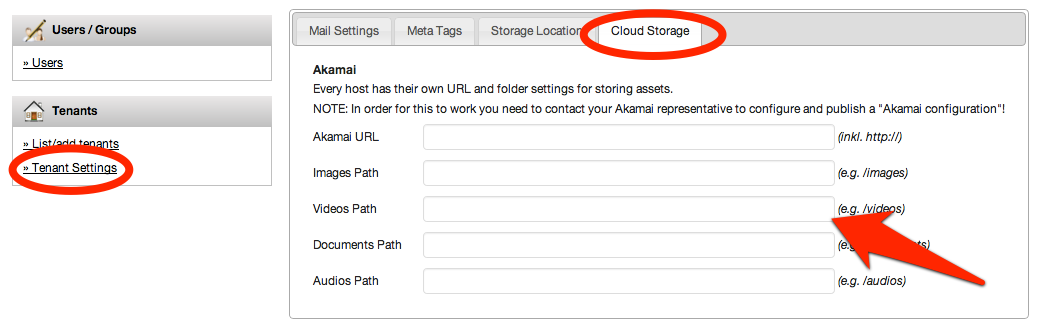 Users / Groups
» Users
Tenants
» List/add tenants
» Tenant Settings
Mail Settings
Meta Tags
Storage Location
Cloud Storage
Akamai
Every host has their own URL and folder settings for storing assets.
NOTE: In order for this to work you need to contact your Akamai representative to configure and publish a "Akamai configuration"!
Akamai URL (inkl. http://)
Images Path (e.g. /images)
Videos Path (e.g. /videos)
Documents Path
Audios Path (e.g. /audios)